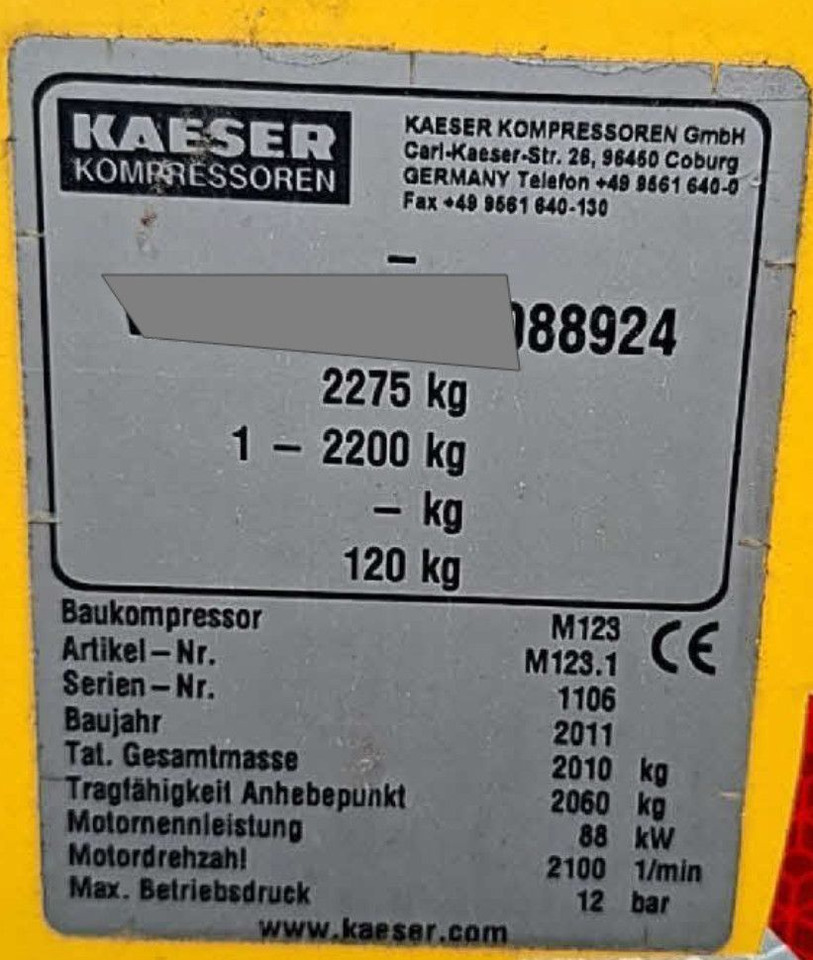 KAESER
KOMPRESSOREN
KAESER KOMPRESSOREN GmbH
Carl-Kaeser-Str. 26, 96450 Coburg
GERMANY Telefon +49 9561 640-0
Fax +49 9561 640-130
–
88924
2275 kg
1 – 2200 kg
– kg
120 kg
Baukompressor M123 CE
Artikel – Nr. M123.1
Serien – Nr. 1106
Baujahr 2011
Tat. Gesamtmasse 2010 kg
Tragfähigkeit Anhebepunkt 2060 kg
Motornennleistung 88 kW
Motordrehzahl 2100 1/min
Max. Betriebsdruck 12 bar
www.kaeser.com